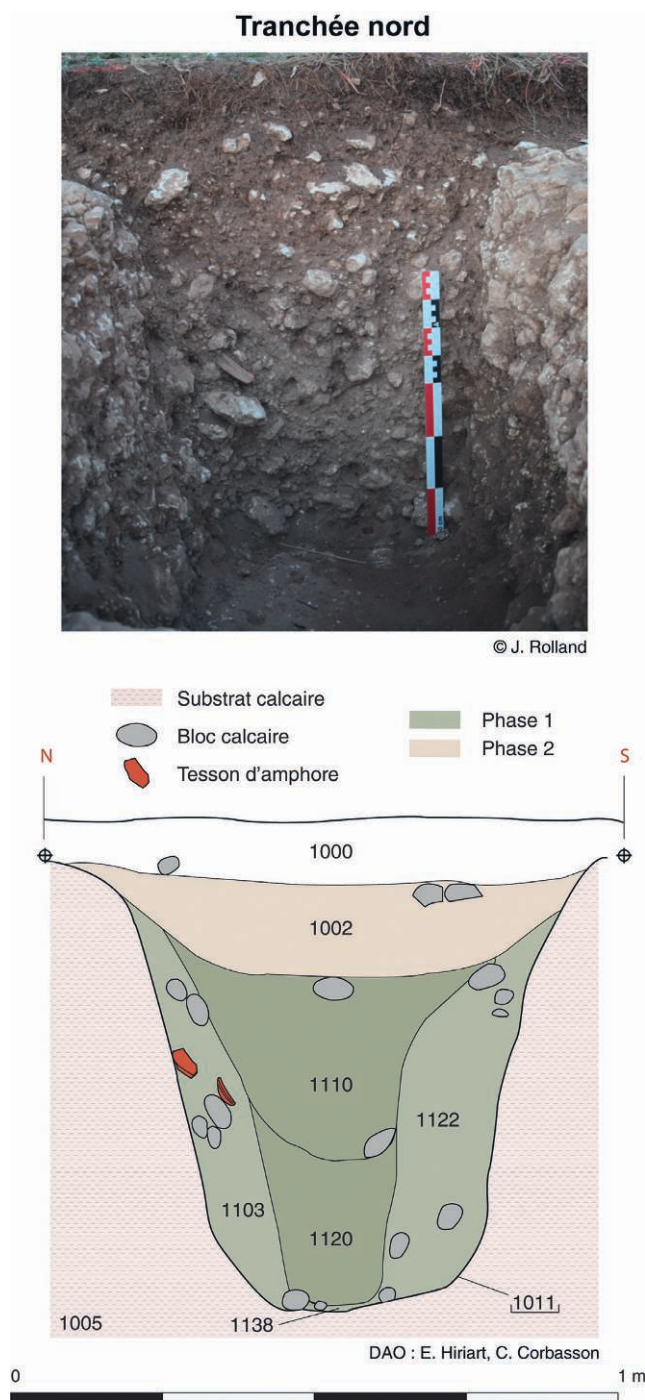 Tranchée nord
© J. Rolland
Substrat calcaire
Bloc calcaire
Tesson d'amphore
Phase 1
Phase 2
N
S
1000
1002
1110
1122
1103
1120
1011
1138
1005
DAO : E. Hiriart, C. Corbasson
0
1 m